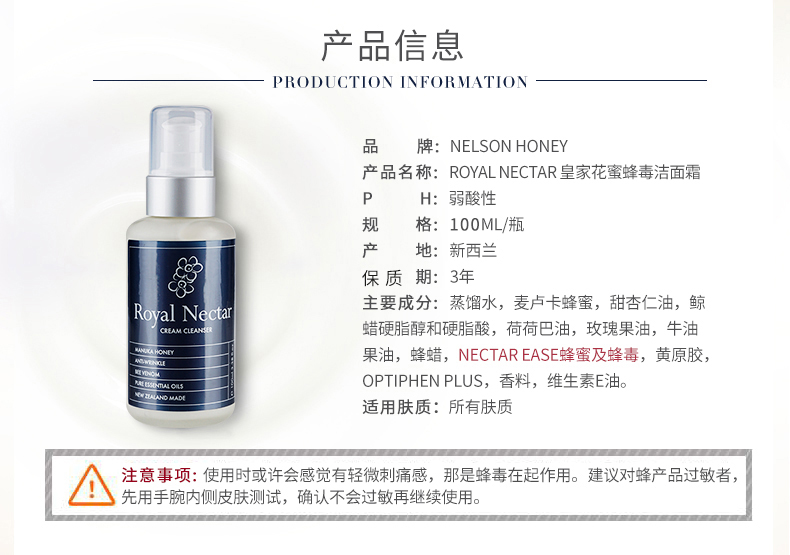 产品信息
PRODUCTION INFORMATION
品 牌: NELSON HONEY
产品名称: ROYAL NECTAR 皇家花蜜蜂毒洁面霜
P H: 弱酸性
规 格: 100ML/瓶
产 地: 新西兰
保 质 期: 3年
主要成分: 蒸馏水，麦卢卡蜂蜜，甜杏仁油，鲸
蜡硬脂醇和硬脂酸，荷荷巴油，玫瑰果油，牛油
果油，蜂蜡，NECTAR EASE蜂蜜及蜂毒，黄原胶，
OPTIPHEN PLUS，香料，维生素E油。
适用肤质: 所有肤质
Royal Nectar
CREAM CLEANSER
MANUKA HONEY
ANTI-WRINKLE
BEE VENOM
PURE ESSENTIAL OILS
NEW ZEALAND MADE
注意事项: 使用时或许会感觉有轻微刺痛感，那是蜂毒在起作用。建议对蜂产品过敏者，
先用手腕内侧皮肤测试，确认不会过敏再继续使用。